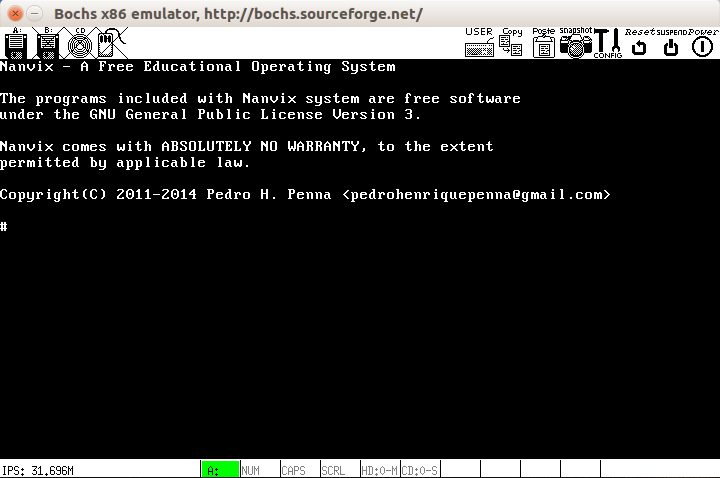 Bochs x86 emulator, http://bochs.sourceforge.net/
A: B: CD USER Copy Paste snapshot CONFIG Reset SUSPEND Power
Nanvix - A Free Educational Operating System
The programs included with Nanvix system are free software
under the GNU General Public License Version 3.
Nanvix comes with ABSOLUTELY NO WARRANTY, to the extent
permitted by applicable law.
Copyright(C) 2011-2014 Pedro H. Penna <pedrohenriquepenna@gmail.com>
#
IPS: 31.696M A: NUM CAPS SCRL HD:0-M CD:0-S